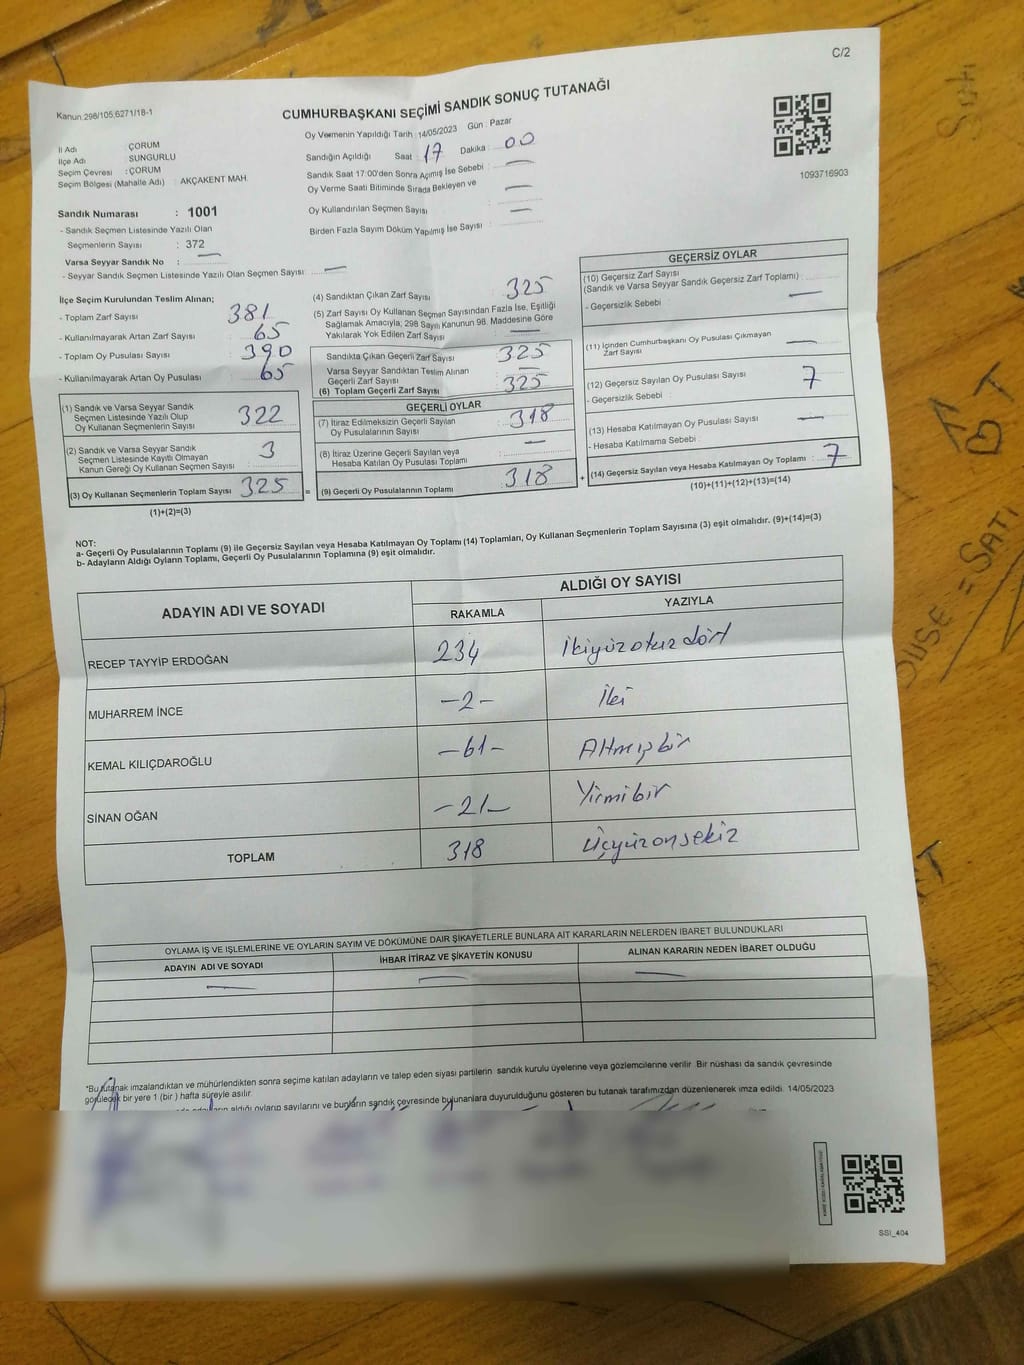 C/2
Kanun:298/105,6271/18-1
CUMHURBAŞKANI SEÇİMİ SANDIK SONUÇ TUTANAĞI
Oy Vermenin Yapıldığı Tarih : 14/05/2023 Gün : Pazar
1093716903
İl Adı ÇORUM
İlçe Adı SUNGURLU
Seçim Çevresi : ÇORUM
Seçim Bölgesi (Mahalle Adı) : AKÇAKENT MAH.
Sandığın Açıldığı Saat : 17 Dakika : 00
Sandık Saat 17:00'den Sonra Açmış İse Sebebi : —
Oy Verme Saati Bitiminde Sırada Bekleyen ve —
Oy Kullandırılan Seçmen Sayısı : —
Birden Fazla Sayım Döküm Yapılmış İse Sayısı :
Sandık Numarası : 1001
- Sandık Seçmen Listesinde Yazılı Olan
Seçmenlerin Sayısı : 372
Varsa Seyyar Sandık No : —
- Seyyar Sandık Seçmen Listesinde Yazılı Olan Seçmen Sayısı: —
İlçe Seçim Kurulundan Teslim Alınan;
- Toplam Zarf Sayısı : 381
- Kullanılmayarak Artan Zarf Sayısı : 65
- Toplam Oy Pusulası Sayısı : 390
- Kullanılmayarak Artan Oy Pusulası : 65
(1) Sandık ve Varsa Seyyar Sandık
Seçmen Listesinde Yazılı Olup
Oy Kullanan Seçmenlerin Sayısı : 322
(2) Sandık ve Varsa Seyyar Sandık
Seçmen Listesinde Kayıtlı Olmayan
Kanun Gereği Oy Kullanan Seçmen Sayısı : 3
(3) Oy Kullanan Seçmenlerin Toplam Sayısı : 325
(1)+(2)=(3)
(4) Sandıktan Çıkan Zarf Sayısı : 325
(5) Zarf Sayısı Oy Kullanan Seçmen Sayısından Fazla İse, Eşitliği
Sağlamak Amacıyla; 298 Sayılı Kanunun 98. Maddesine Göre
Yakılarak Yok Edilen Zarf Sayısı : —
Sandıkta Çıkan Geçerli Zarf Sayısı : 325
Varsa Seyyar Sandıktan Teslim Alınan
Geçerli Zarf Sayısı : —
(6) Toplam Geçerli Zarf Sayısı : 325
GEÇERLİ OYLAR
(7) İtiraz Edilmeksizin Geçerli Sayılan
Oy Pusulalarının Sayısı : 318
(8) İtiraz Üzerine Geçerli Sayılan veya
Hesaba Katılan Oy Pusulası Toplamı : —
= (9) Geçerli Oy Pusulalarının Toplamı : 318 +
GEÇERSİZ OYLAR
(10) Geçersiz Zarf Sayısı
(Sandık ve Varsa Seyyar Sandık Geçersiz Zarf Toplamı) : —
- Geçersizlik Sebebi :
(11) İçinden Cumhurbaşkanı Oy Pusulası Çıkmayan
Zarf Sayısı : —
(12) Geçersiz Sayılan Oy Pusulası Sayısı : 7
- Geçersizlik Sebebi :
(13) Hesaba Katılmayan Oy Pusulası Sayısı : —
- Hesaba Katılmama Sebebi :
(14) Geçersiz Sayılan veya Hesaba Katılmayan Oy Toplamı : 7
(10)+(11)+(12)+(13)=(14)
NOT:
a- Geçerli Oy Pusulalarının Toplamı (9) ile Geçersiz Sayılan veya Hesaba Katılmayan Oy Toplamı (14) Toplamları, Oy Kullanan Seçmenlerin Toplam Sayısına (3) eşit olmalıdır. (9)+(14)=(3)
b- Adayların Aldığı Oyların Toplamı, Geçerli Oy Pusulalarının Toplamına (9) eşit olmalıdır.
ADAYIN ADI VE SOYADI ALDIĞI OY SAYISI
RAKAMLA YAZIYLA
RECEP TAYYİP ERDOĞAN 234 İkiyüzotuzdört
MUHARREM İNCE -2- İki
KEMAL KILIÇDAROĞLU -61- Altmışbir
SİNAN OĞAN -21- Yirmibir
TOPLAM 318 Üçyüzonsekiz
OYLAMA İŞ VE İŞLEMLERİNE VE OYLARIN SAYIM VE DÖKÜMÜNE DAİR ŞİKAYETLERLE BUNLARA AİT KARARLARIN NELERDEN İBARET BULUNDUKLARI
ADAYIN ADI VE SOYADI İHBAR İTİRAZ VE ŞİKAYETİN KONUSU ALINAN KARARIN NEDEN İBARET OLDUĞU
— — —
*Bu tutanak imzalandıktan ve mühürlendikten sonra seçime katılan adayların ve talep eden siyasi partilerin sandık kurulu üyelerine veya gözlemcilerine verilir. Bir nüshası da sandık çevresinde
görülecek bir yere 1 (bir ) hafta süreyle asılır.
aldığı oyların sayılarını ve bunların sandık çevresinde bulunanlara duyurulduğunu gösteren bu tutanak tarafımızdan düzenlenerek imza edildi. 14/05/2023
SSİ_404
= SATI